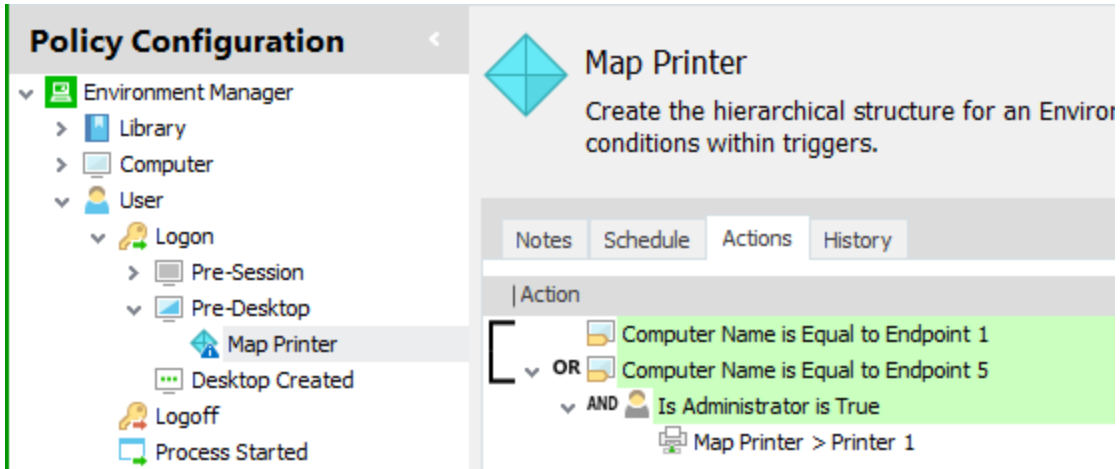 Policy Configuration
Environment Manager
Library
Computer
User
Logon
Pre-Session
Pre-Desktop
Map Printer
Desktop Created
Logoff
Process Started
Map Printer
Create the hierarchical structure for an Environ
conditions within triggers.
Notes Schedule Actions History
Action
Computer Name is Equal to Endpoint 1
OR Computer Name is Equal to Endpoint 5
AND Is Administrator is True
Map Printer > Printer 1